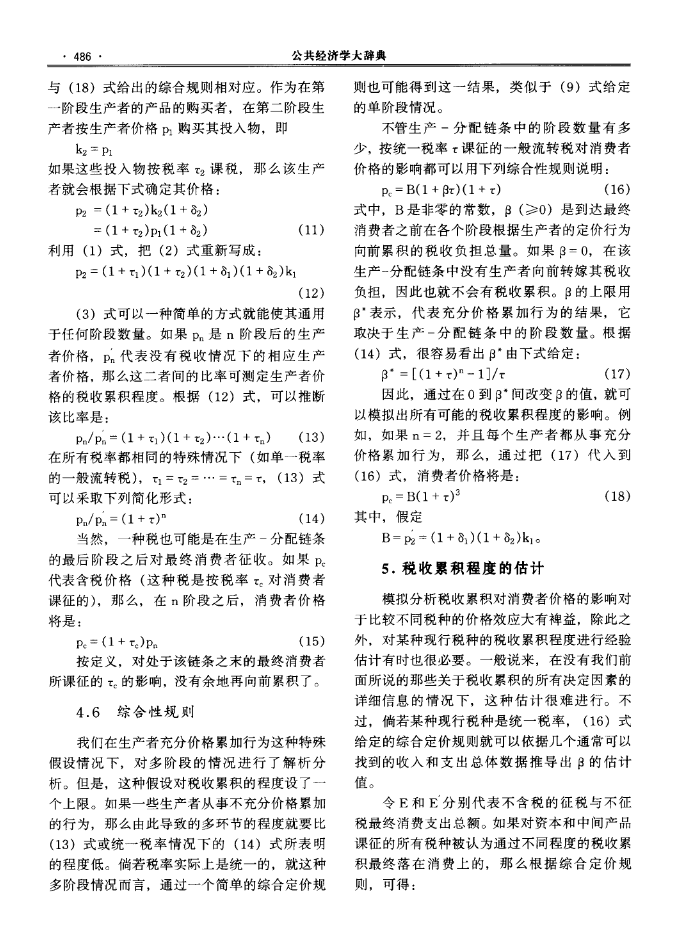 · 486 ·
公共经济学大辞典
与（18）式给出的综合规则相对应。作为在第
一阶段生产者的产品的购买者，在第二阶段生
产者按生产者价格 p₁ 购买其投入物，即
k₂ = p₁
如果这些投入物按税率 τ₂ 课税，那么该生产
者就会根据下式确定其价格：
p₂ = (1 + τ₂)k₂(1 + δ₂)
= (1 + τ₂)p₁(1 + δ₂) (11)
利用（1）式，把（2）式重新写成：
p₂ = (1 + τ₁)(1 + τ₂)(1 + δ₁)(1 + δ₂)k₁
(12)
（3）式可以一种简单的方式就能使其通用
于任何阶段数量。如果 pₙ 是 n 阶段后的生产
者价格，pₙ′ 代表没有税收情况下的相应生产
者价格，那么这二者间的比率可测定生产者价
格的税收累积程度。根据（12）式，可以推断
该比率是：
pₙ/pₙ′ = (1 + τ₁)(1 + τ₂)…(1 + τₙ) (13)
在所有税率都相同的特殊情况下（如单一税率
的一般流转税），τ₁ = τ₂ = … = τₙ = τ，（13）式
可以采取下列简化形式：
pₙ/pₙ′ = (1 + τ)ⁿ (14)
当然，一种税也可能是在生产 – 分配链条
的最后阶段之后对最终消费者征收。如果 p_c
代表含税价格（这种税是按税率 τ_c 对消费者
课征的），那么，在 n 阶段之后，消费者价格
将是：
p_c = (1 + τ_c)pₙ (15)
按定义，对处于该链条之末的最终消费者
所课征的 τ_c 的影响，没有余地再向前累积了。
4.6 综合性规则
我们在生产者充分价格累加行为这种特殊
假设情况下，对多阶段的情况进行了解析分
析。但是，这种假设对税收累积的程度设了一
个上限。如果一些生产者从事不充分价格累加
的行为，那么由此导致的多环节的程度就要比
（13）式或统一税率情况下的（14）式所表明
的程度低。倘若税率实际上是统一的，就这种
多阶段情况而言，通过一个简单的综合定价规
则也可能得到这一结果，类似于（9）式给定
的单阶段情况。
不管生产 – 分配链条中的阶段数量有多
少，按统一税率 τ 课征的一般流转税对消费者
价格的影响都可以用下列综合性规则说明：
p_c = B(1 + βτ)(1 + τ) (16)
式中，B 是非零的常数，β（≥0）是到达最终
消费者之前在各个阶段根据生产者的定价行为
向前累积的税收负担总量。如果 β = 0，在该
生产–分配链条中没有生产者向前转嫁其税收
负担，因此也就不会有税收累积。β 的上限用
β* 表示，代表充分价格累加行为的结果，它
取决于生产 – 分配链条中的阶段数量。根据
（14）式，很容易看出 β* 由下式给定：
β* = [(1 + τ)ⁿ – 1]/τ (17)
因此，通过在 0 到 β* 间改变 β 的值，就可
以模拟出所有可能的税收累积程度的影响。例
如，如果 n = 2，并且每个生产者都从事充分
价格累加行为，那么，通过把（17）代入到
（16）式，消费者价格将是：
p_c = B(1 + τ)³ (18)
其中，假定
B = p₂′ = (1 + δ₁)(1 + δ₂)k₁。
5．税收累积程度的估计
模拟分析税收累积对消费者价格的影响对
于比较不同税种的价格效应大有裨益，除此之
外，对某种现行税种的税收累积程度进行经验
估计有时也很必要。一般说来，在没有我们前
面所说的那些关于税收累积的所有决定因素的
详细信息的情况下，这种估计很难进行。不
过，倘若某种现行税种是统一税率，（16）式
给定的综合定价规则就可以依据几个通常可以
找到的收入和支出总体数据推导出 β 的估计
值。
令 E 和 E′ 分别代表不含税的征税与不征
税最终消费支出总额。如果对资本和中间产品
课征的所有税种被认为通过不同程度的税收累
积最终落在消费上的，那么根据综合定价规
则，可得：